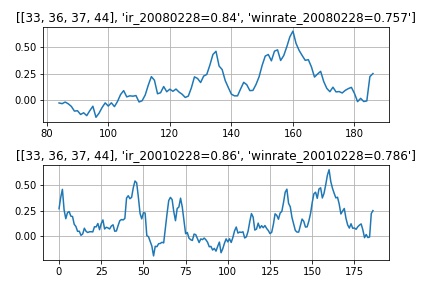 [[33, 36, 37, 44], 'ir_20080228=0.84', 'winrate_20080228=0.757']
0.50
0.25
0.00
80 100 120 140 160 180
[[33, 36, 37, 44], 'ir_20010228=0.86', 'winrate_20010228=0.786']
0.50
0.25
0.00
0 25 50 75 100 125 150 175